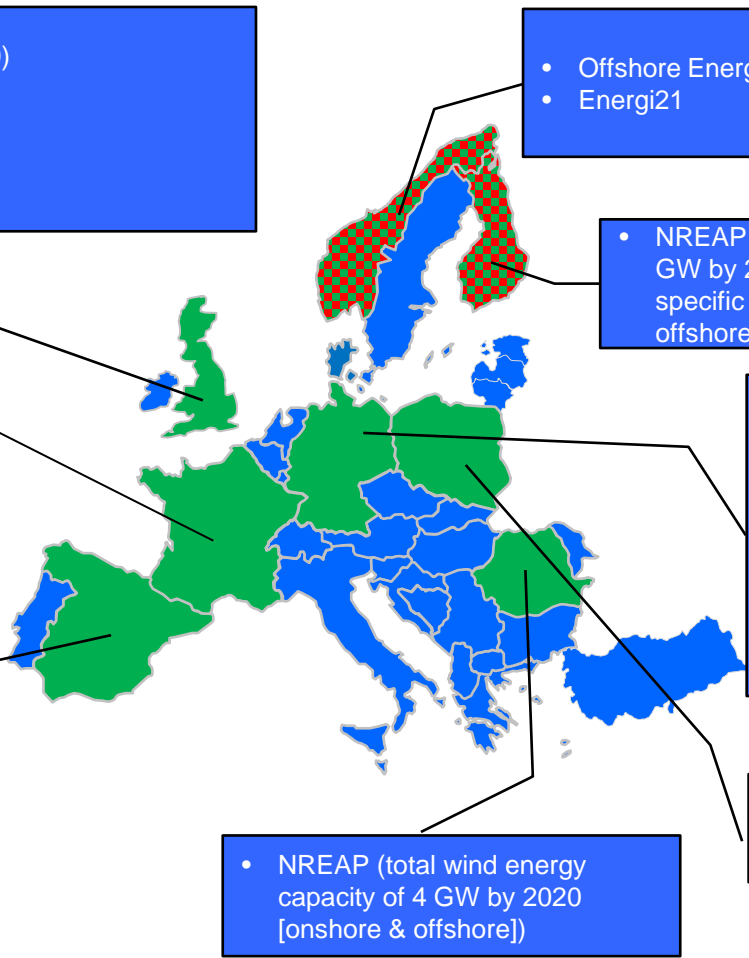 )
• Offshore Energ
• Energi21
• NREAP
GW by 2
specific
offshore
• NREAP (total wind energy
capacity of 4 GW by 2020
[onshore & offshore])